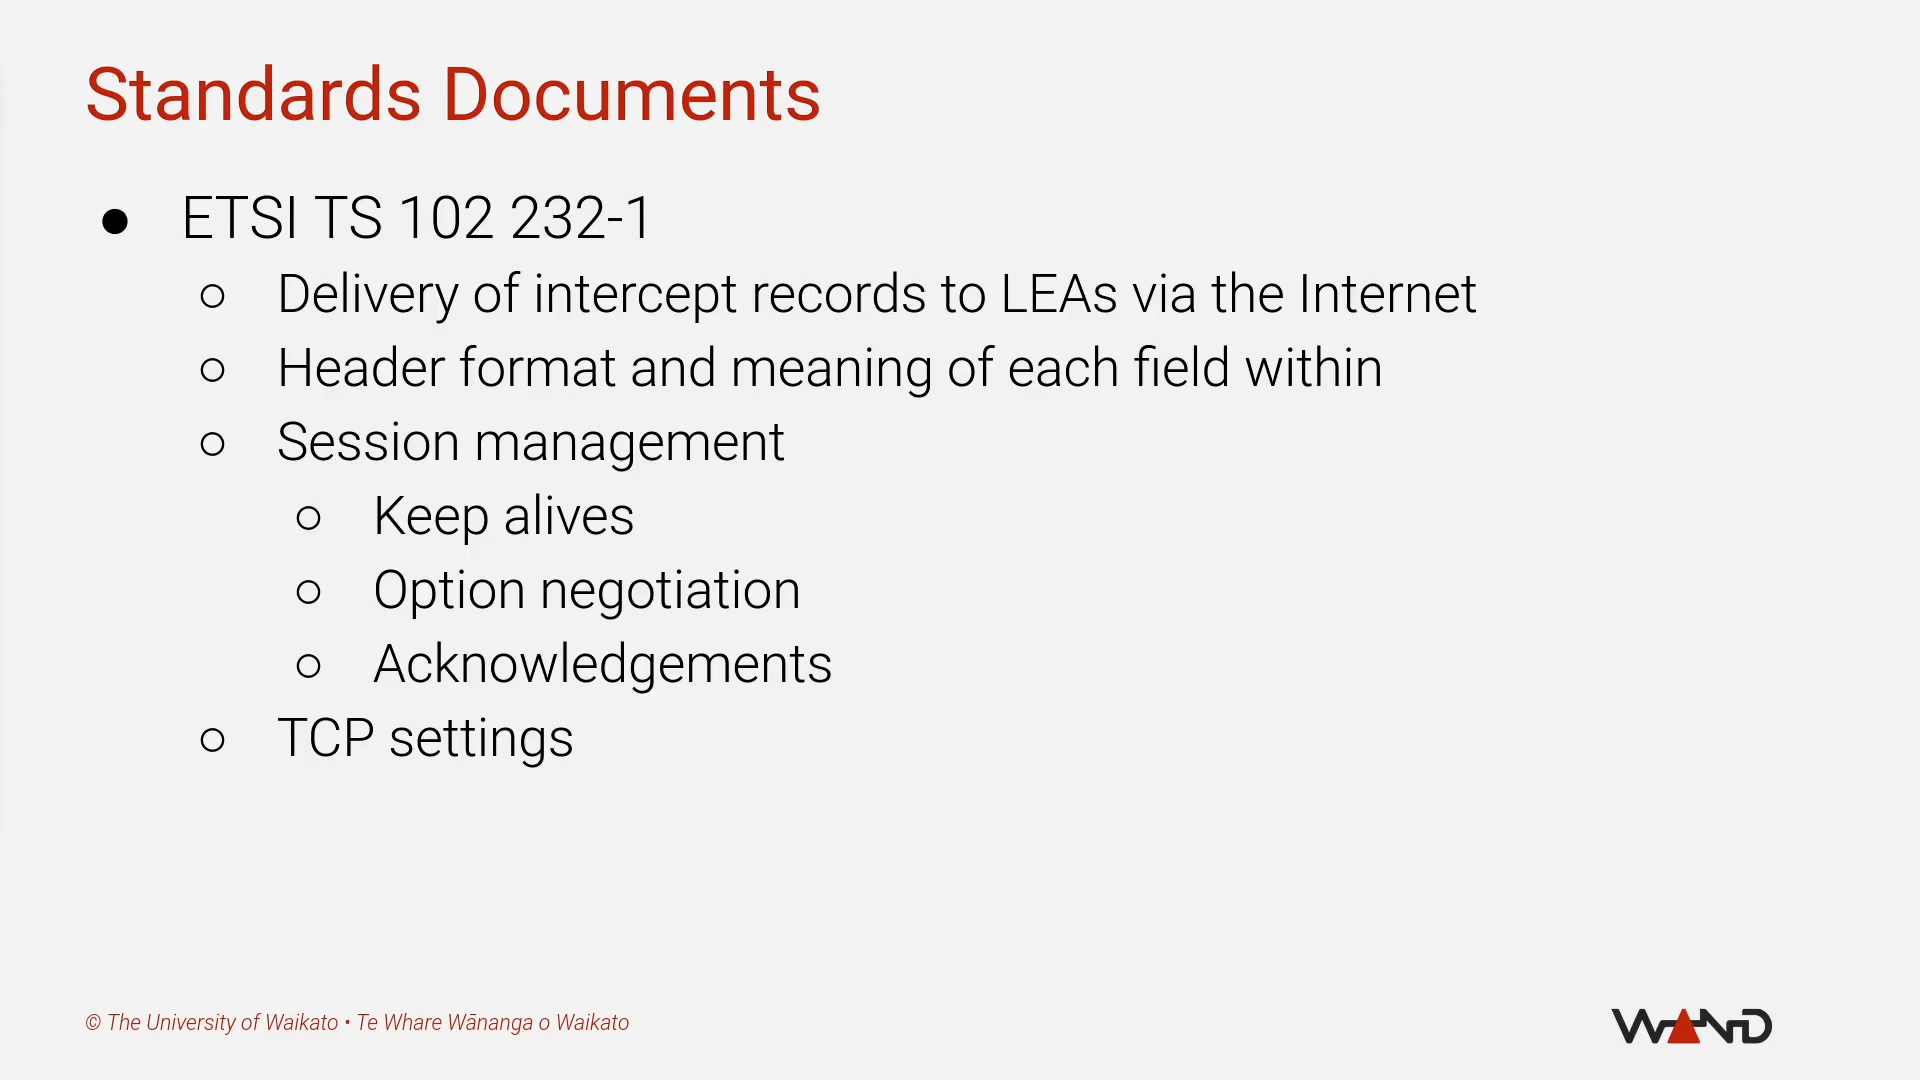 Standards Documents
● ETSI TS 102 232-1
○ Delivery of intercept records to LEAs via the Internet
○ Header format and meaning of each field within
○ Session management
○ Keep alives
○ Option negotiation
○ Acknowledgements
○ TCP settings
© The University of Waikato • Te Whare Wānanga o Waikato
WAND